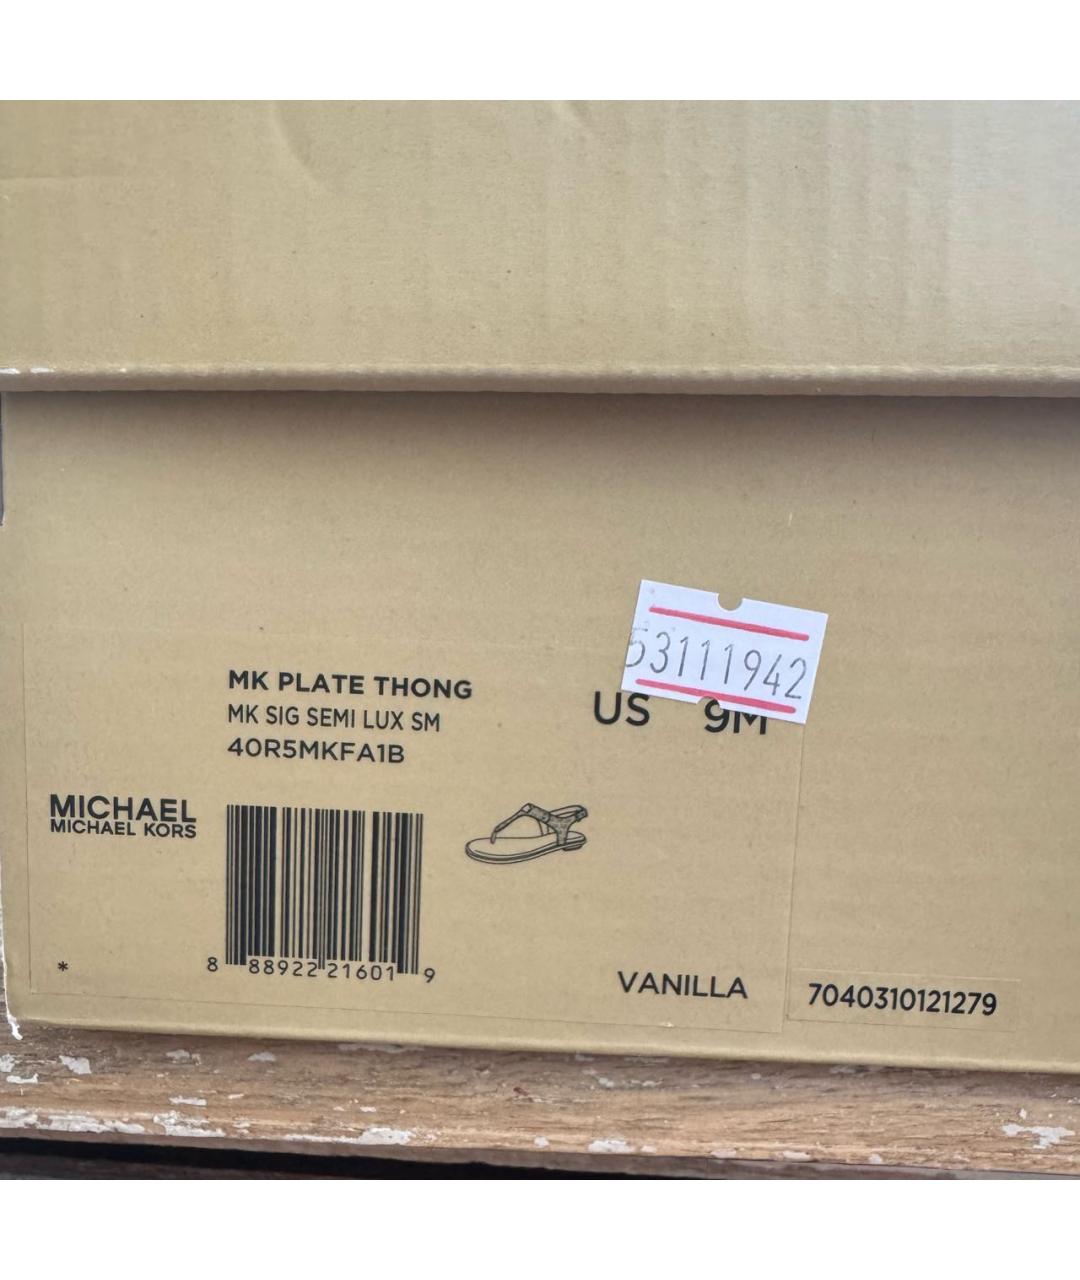 53111942
MK PLATE THONG
MK SIG SEMI LUX SM
40R5MKFA1B
US 9M
MICHAEL
MICHAEL KORS
8 88922 21601 9
*
VANILLA
7040310121279